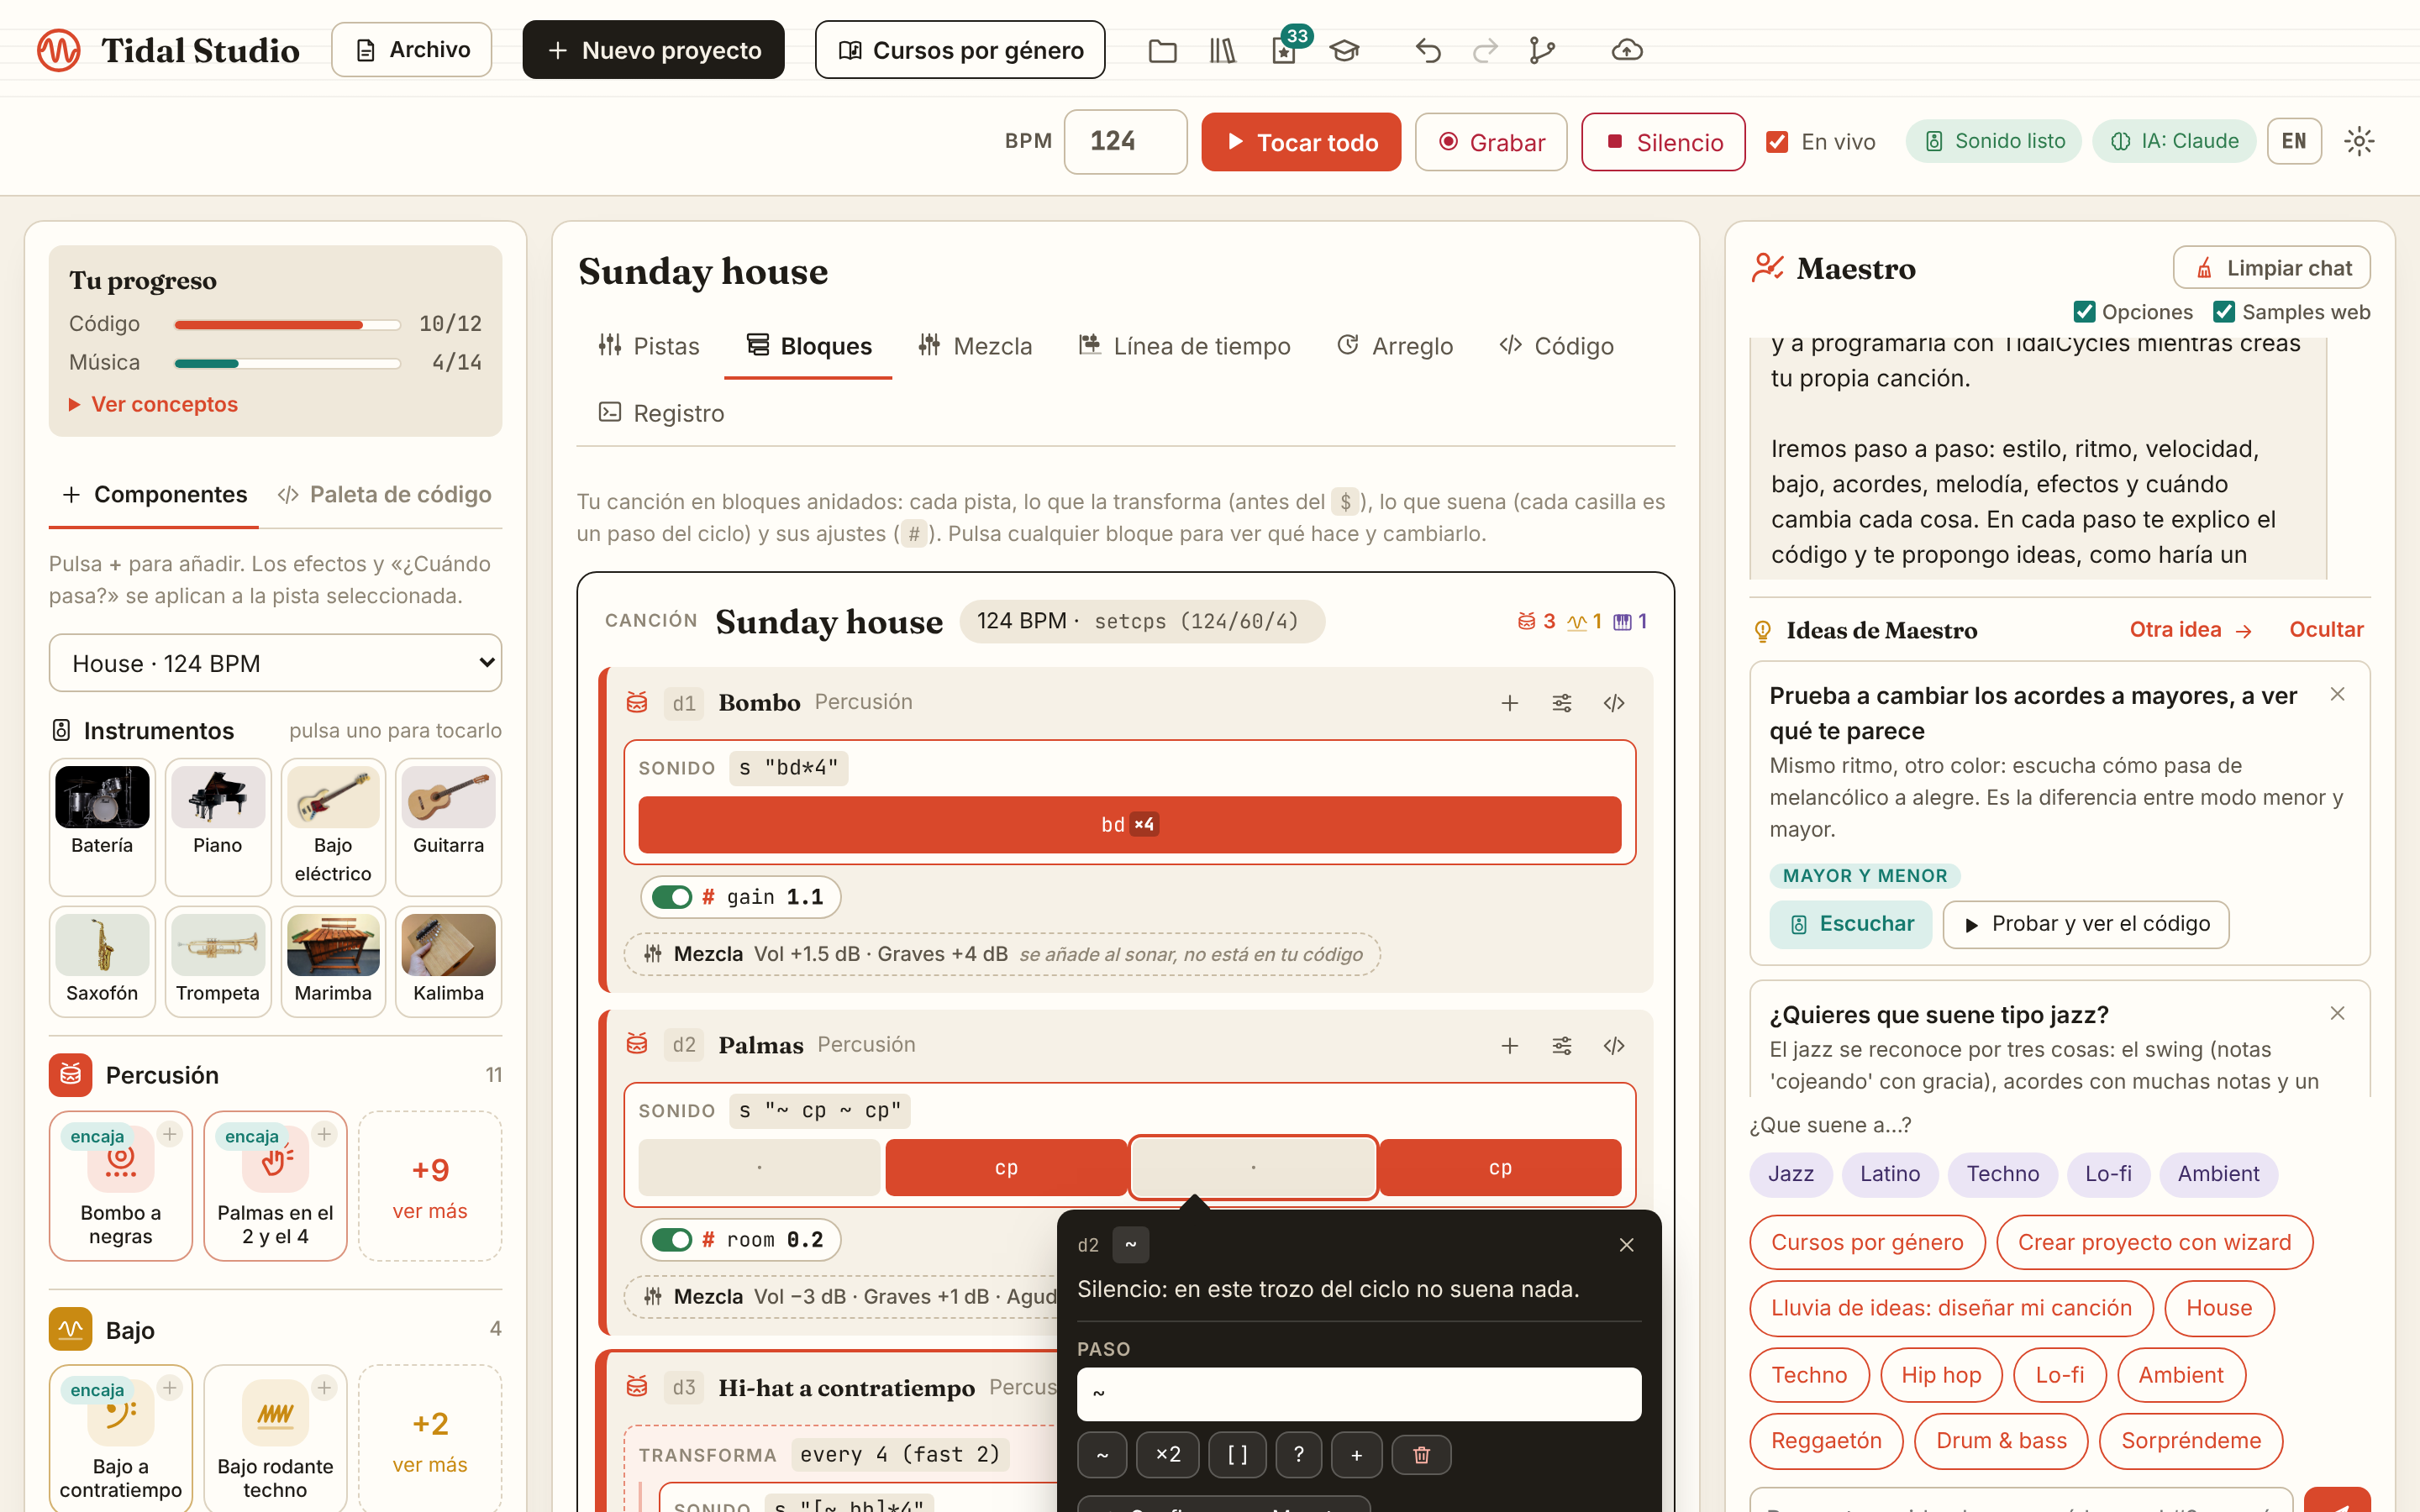 Tidal Studio
Archivo
Nuevo proyecto
Cursos por género
33
BPM
124
Tocar todo
Grabar
Silencio
En vivo
Sonido listo
IA: Claude
EN
Tu progreso
Código
10/12
Música
4/14
Ver conceptos
Componentes
Paleta de código
Pulsa + para añadir. Los efectos y «¿Cuándo
pasa?» se aplican a la pista seleccionada.
House · 124 BPM
Instrumentos
pulsa uno para tocarlo
Batería
Piano
Bajo
eléctrico
Guitarra
Saxofón
Trompeta
Marimba
Kalimba
Percusión
11
encaja
Bombo a
negras
encaja
Palmas en el
2 y el 4
+9
ver más
Bajo
4
encaja
Bajo a
contratiempo
Bajo rodante
techno
+2
ver más
Sunday house
Pistas
Bloques
Mezcla
Línea de tiempo
Arreglo
Código
Registro
Tu canción en bloques anidados: cada pista, lo que la transforma (antes del $), lo que suena (cada casilla es
un paso del ciclo) y sus ajustes (#). Pulsa cualquier bloque para ver qué hace y cambiarlo.
CANCIÓN
Sunday house
124 BPM · setcps (124/60/4)
3
1
1
d1
Bombo
Percusión
SONIDO
s "bd*4"
bd ×4
# gain 1.1
Mezcla Vol +1.5 dB · Graves +4 dB se añade al sonar, no está en tu código
d2
Palmas
Percusión
SONIDO
s "~ cp ~ cp"
·
cp
·
cp
# room 0.2
Mezcla Vol −3 dB · Graves +1 dB · Agud
d3
Hi-hat a contratiempo
Percus
TRANSFORMA
every 4 (fast 2)
SONIDO
s "[~ hh]*4"
d2
~
Silencio: en este trozo del ciclo no suena nada.
PASO
~
~
×2
[ ]
?
+
Maestro
Limpiar chat
Opciones
Samples web
y a programarla con TidalCycles mientras creas
tu propia canción.
Iremos paso a paso: estilo, ritmo, velocidad,
bajo, acordes, melodía, efectos y cuándo
cambia cada cosa. En cada paso te explico el
código y te propongo ideas, como haría un
Ideas de Maestro
Otra idea →
Ocultar
Prueba a cambiar los acordes a mayores, a ver
qué te parece
Mismo ritmo, otro color: escucha cómo pasa de
melancólico a alegre. Es la diferencia entre modo menor y
mayor.
MAYOR Y MENOR
Escuchar
Probar y ver el código
¿Quieres que suene tipo jazz?
El jazz se reconoce por tres cosas: el swing (notas
'cojeando' con gracia), acordes con muchas notas y un
¿Que suene a...?
Jazz
Latino
Techno
Lo-fi
Ambient
Cursos por género
Crear proyecto con wizard
Lluvia de ideas: diseñar mi canción
House
Techno
Hip hop
Lo-fi
Ambient
Reggaetón
Drum & bass
Sorpréndeme